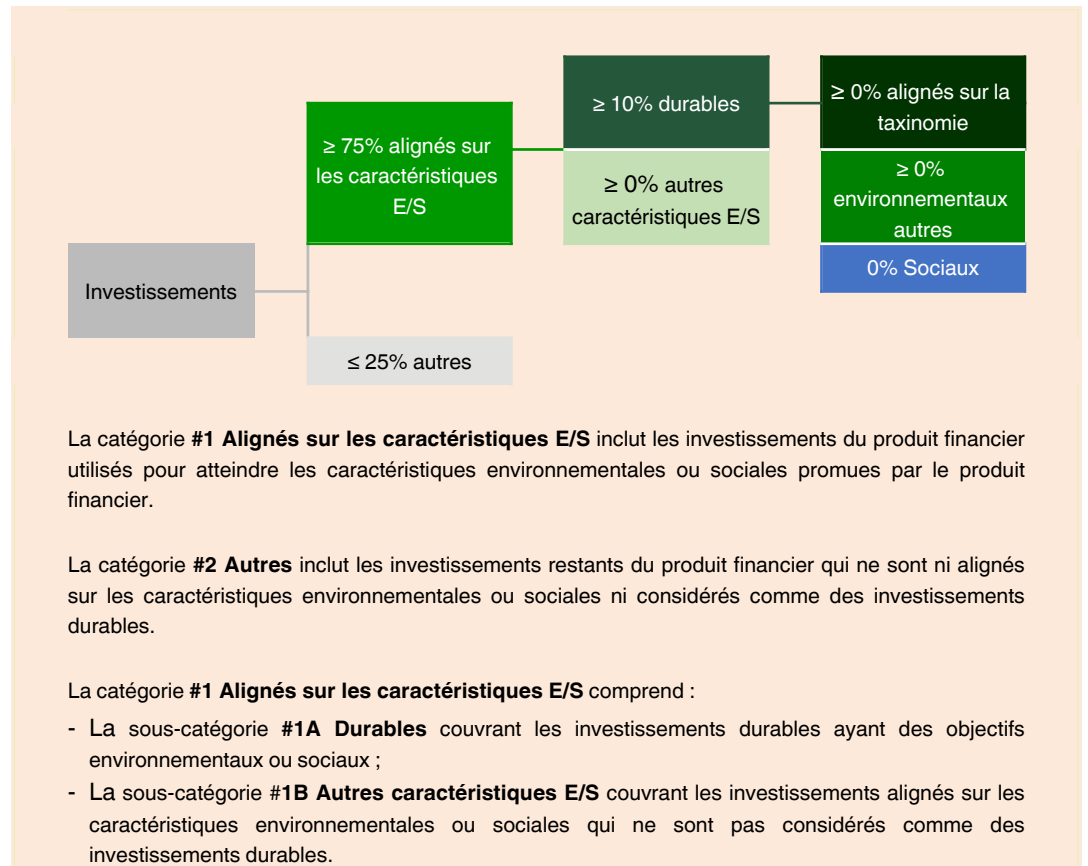 ≥ 75% alignés sur
les caractéristiques
E/S
≥ 10% durables
≥ 0% autres
caractéristiques E/S
≥ 0% alignés sur la
taxinomie
≥ 0%
environnementaux
autres
0% Sociaux
Investissements
≤ 25% autres
La catégorie #1 Alignés sur les caractéristiques E/S inclut les investissements du produit financier
utilisés pour atteindre les caractéristiques environnementales ou sociales promues par le produit
financier.
La catégorie #2 Autres inclut les investissements restants du produit financier qui ne sont ni alignés
sur les caractéristiques environnementales ou sociales ni considérés comme des investissements
durables.
La catégorie #1 Alignés sur les caractéristiques E/S comprend :
- La sous-catégorie #1A Durables couvrant les investissements durables ayant des objectifs
environnementaux ou sociaux ;
- La sous-catégorie #1B Autres caractéristiques E/S couvrant les investissements alignés sur les
caractéristiques environnementales ou sociales qui ne sont pas considérés comme des
investissements durables.